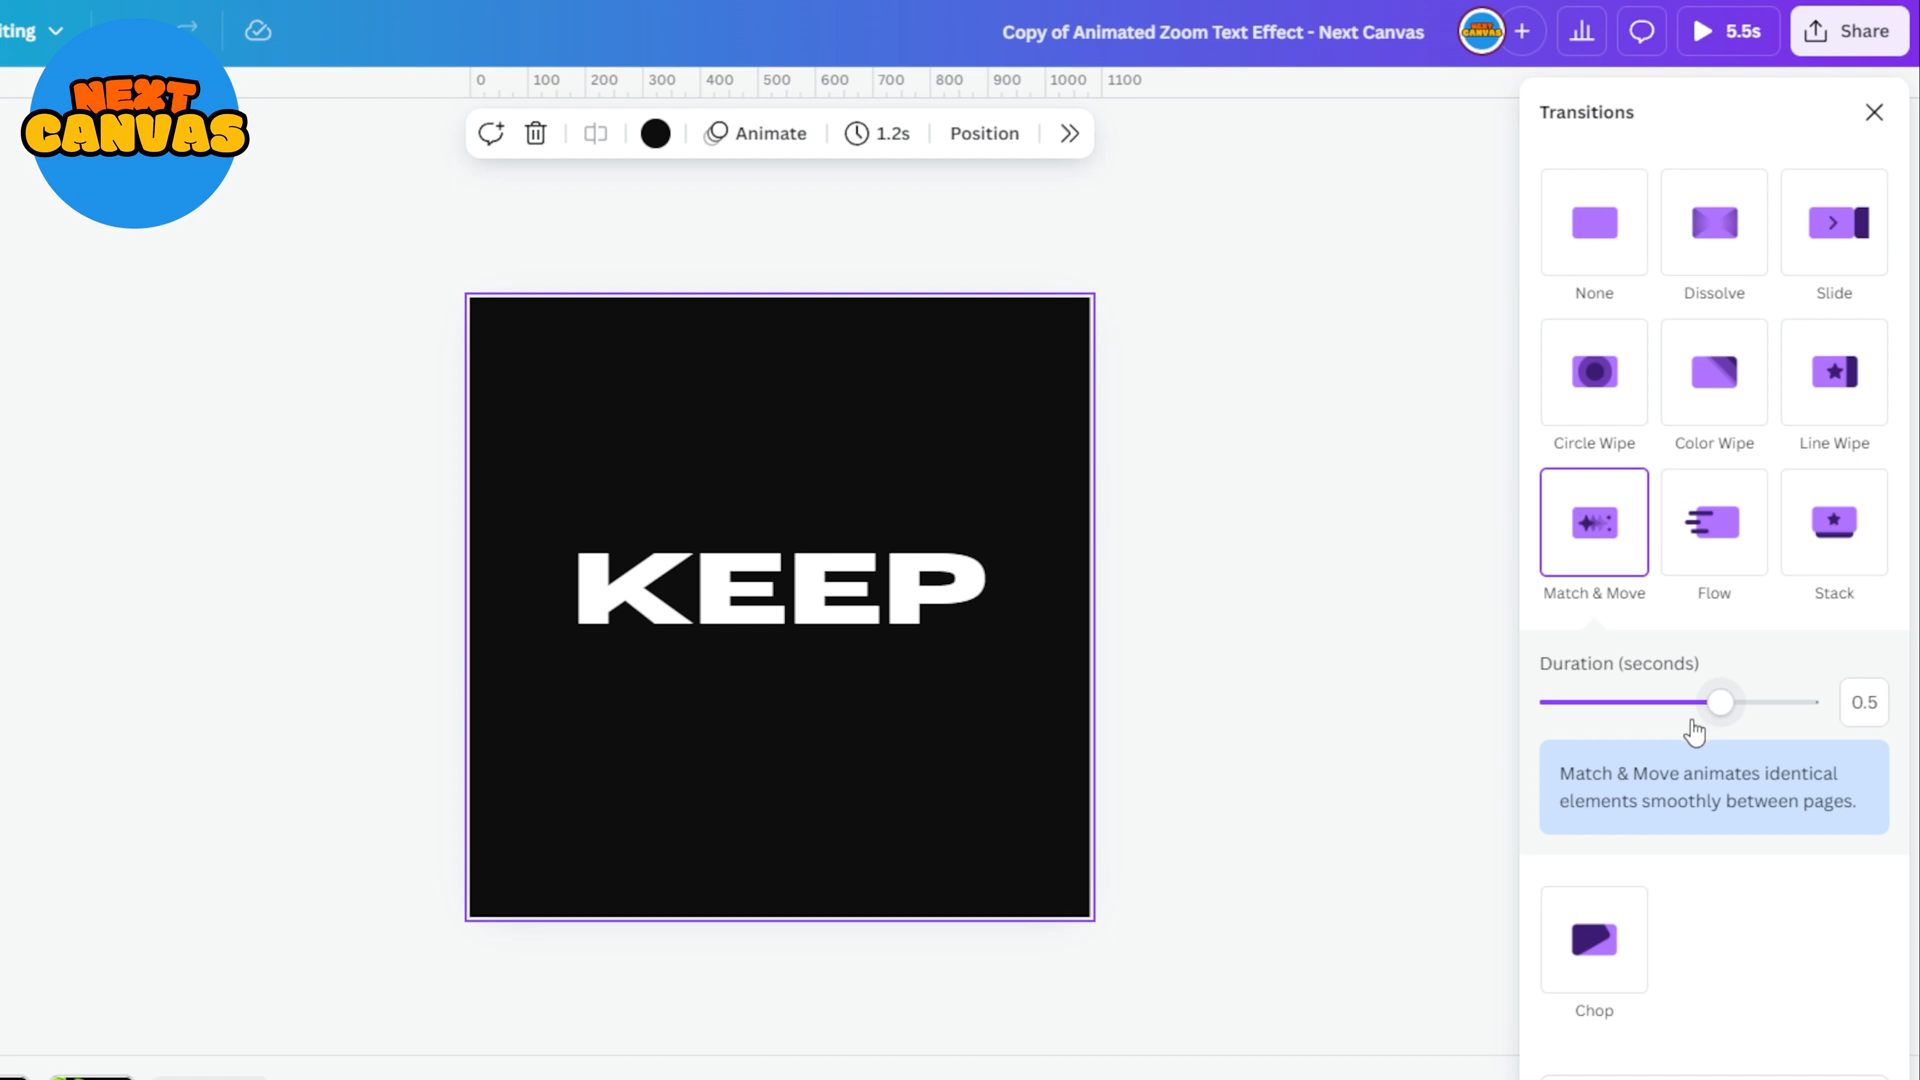 iting
Copy of Animated Zoom Text Effect - Next Canvas
5.5s
Share
NEXT
CANVAS
0 100 200 300 400 500 600 700 800 900 1000 1100
Animate
1.2s
Position
Transitions
None
Dissolve
Slide
Circle Wipe
Color Wipe
Line Wipe
Match & Move
Flow
Stack
KEEP
Duration (seconds)
0.5
Match & Move animates identical
elements smoothly between pages.
Chop